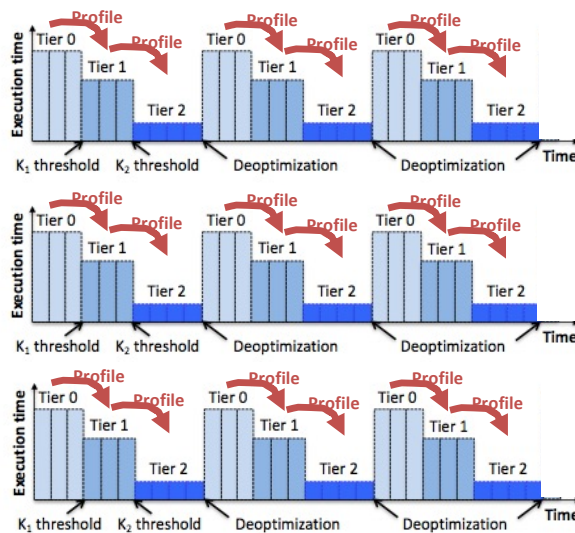 Profile Profile Profile
Tier 0 Profile Tier 0 Profile Tier 0 Profile
Tier 1 Tier 1 Tier 1
Tier 2 Tier 2 Tier 2
Execution time
K₁ threshold K₂ threshold Deoptimization Deoptimization Time
Profile Profile Profile
Tier 0 Profile Tier 0 Profile Tier 0 Profile
Tier 1 Tier 1 Tier 1
Tier 2 Tier 2 Tier 2
Execution time
K₁ threshold K₂ threshold Deoptimization Deoptimization Time
Profile Profile Profile
Tier 0 Profile Tier 0 Profile Tier 0 Profile
Tier 1 Tier 1 Tier 1
Tier 2 Tier 2 Tier 2
Execution time
K₁ threshold K₂ threshold Deoptimization Deoptimization Time